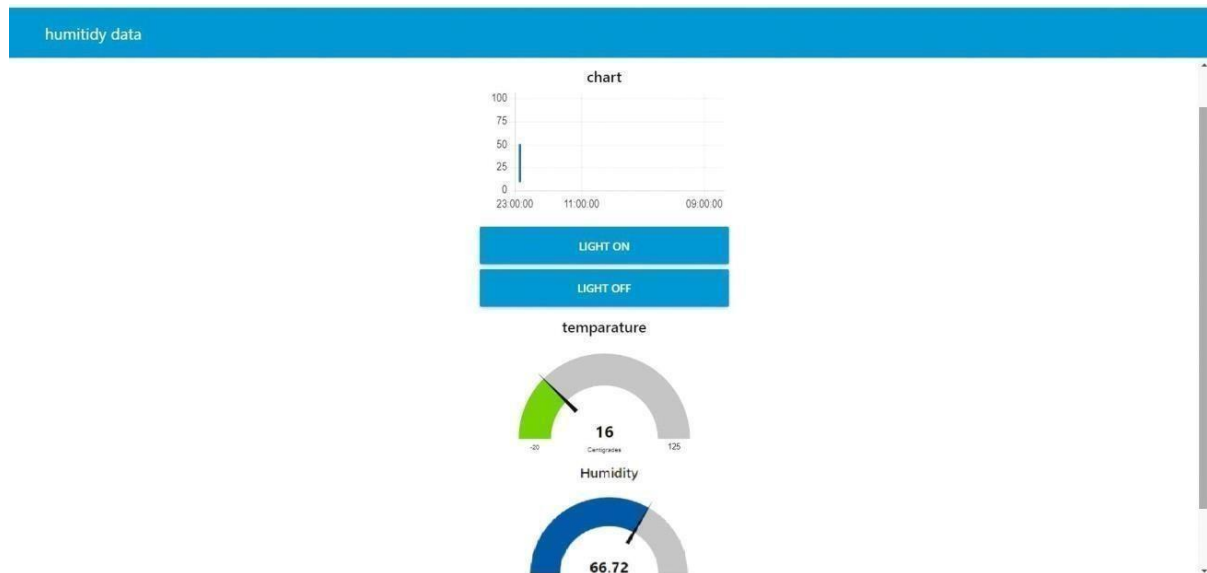 humitidy data
chart
100
75
50
25
0
23:00:00 11:00:00 09:00:00
LIGHT ON
LIGHT OFF
temparature
16
-20 Centigrades 125
Humidity
66.72